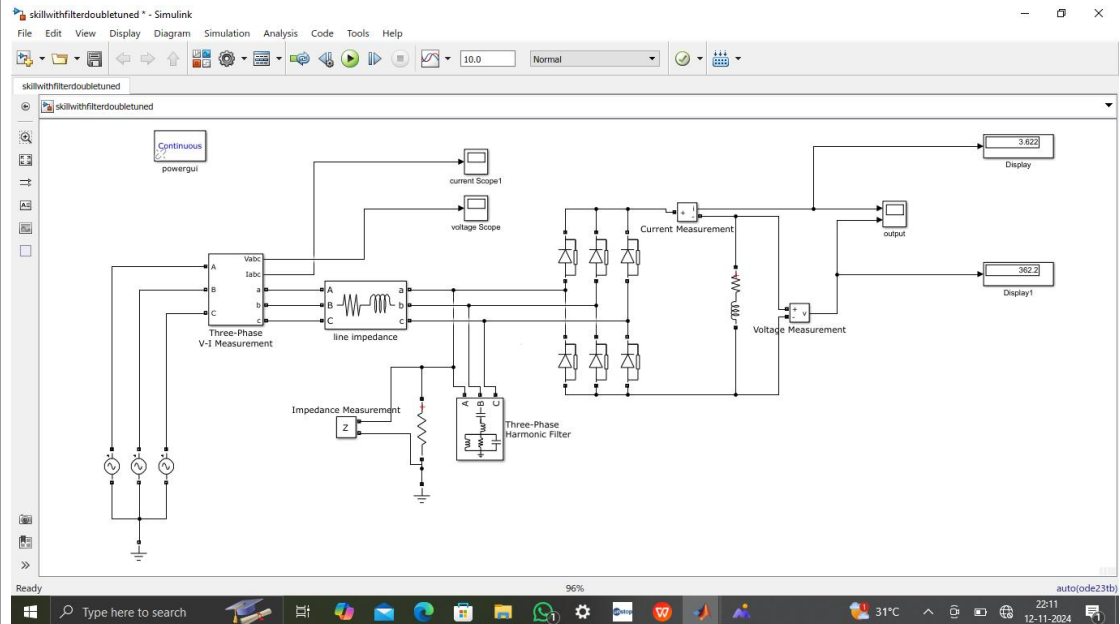 skillwithfilterdoubletuned * - Simulink
File Edit View Display Diagram Simulation Analysis Code Tools Help
10.0 Normal
skillwithfilterdoubletuned
skillwithfilterdoubletuned
Continuous
powergui
current Scope1
voltage Scope
3.622
Display
Current Measurement
+ i
-
output
362.2
Display1
A Vabc
Iabc
B a
b
C c
Three-Phase
V-I Measurement
A a
B b
C c
line impedance
+ v
-
Voltage Measurement
Impedance Measurement
Z
A B C
Three-Phase
Harmonic Filter
Ready 96% auto(ode23tb)
Type here to search
31°C
22:11
12-11-2024